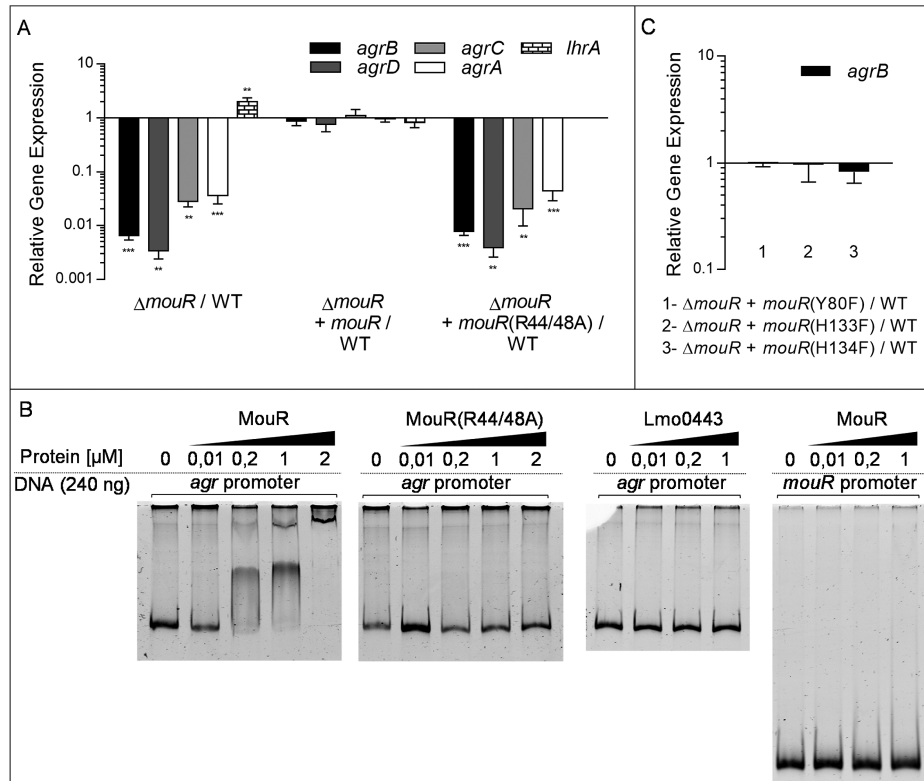 A
agrB
agrC
lhrA
agrD
agrA
Relative Gene Expression
10
1
0.1
0.01
0.001
**
***
**
**
***
***
**
**
***
ΔmouR / WT
ΔmouR
+ mouR /
WT
ΔmouR
+ mouR(R44/48A) /
WT
C
agrB
Relative Gene Expression
10
1
0.1
1 2 3
1- ΔmouR + mouR(Y80F) / WT
2- ΔmouR + mouR(H133F) / WT
3- ΔmouR + mouR(H134F) / WT
B
MouR MouR(R44/48A) Lmo0443 MouR
Protein [µM] 0 0,01 0,2 1 2 0 0,01 0,2 1 2 0 0,01 0,2 1 0 0,01 0,2 1
DNA (240 ng) agr promoter agr promoter agr promoter mouR promoter